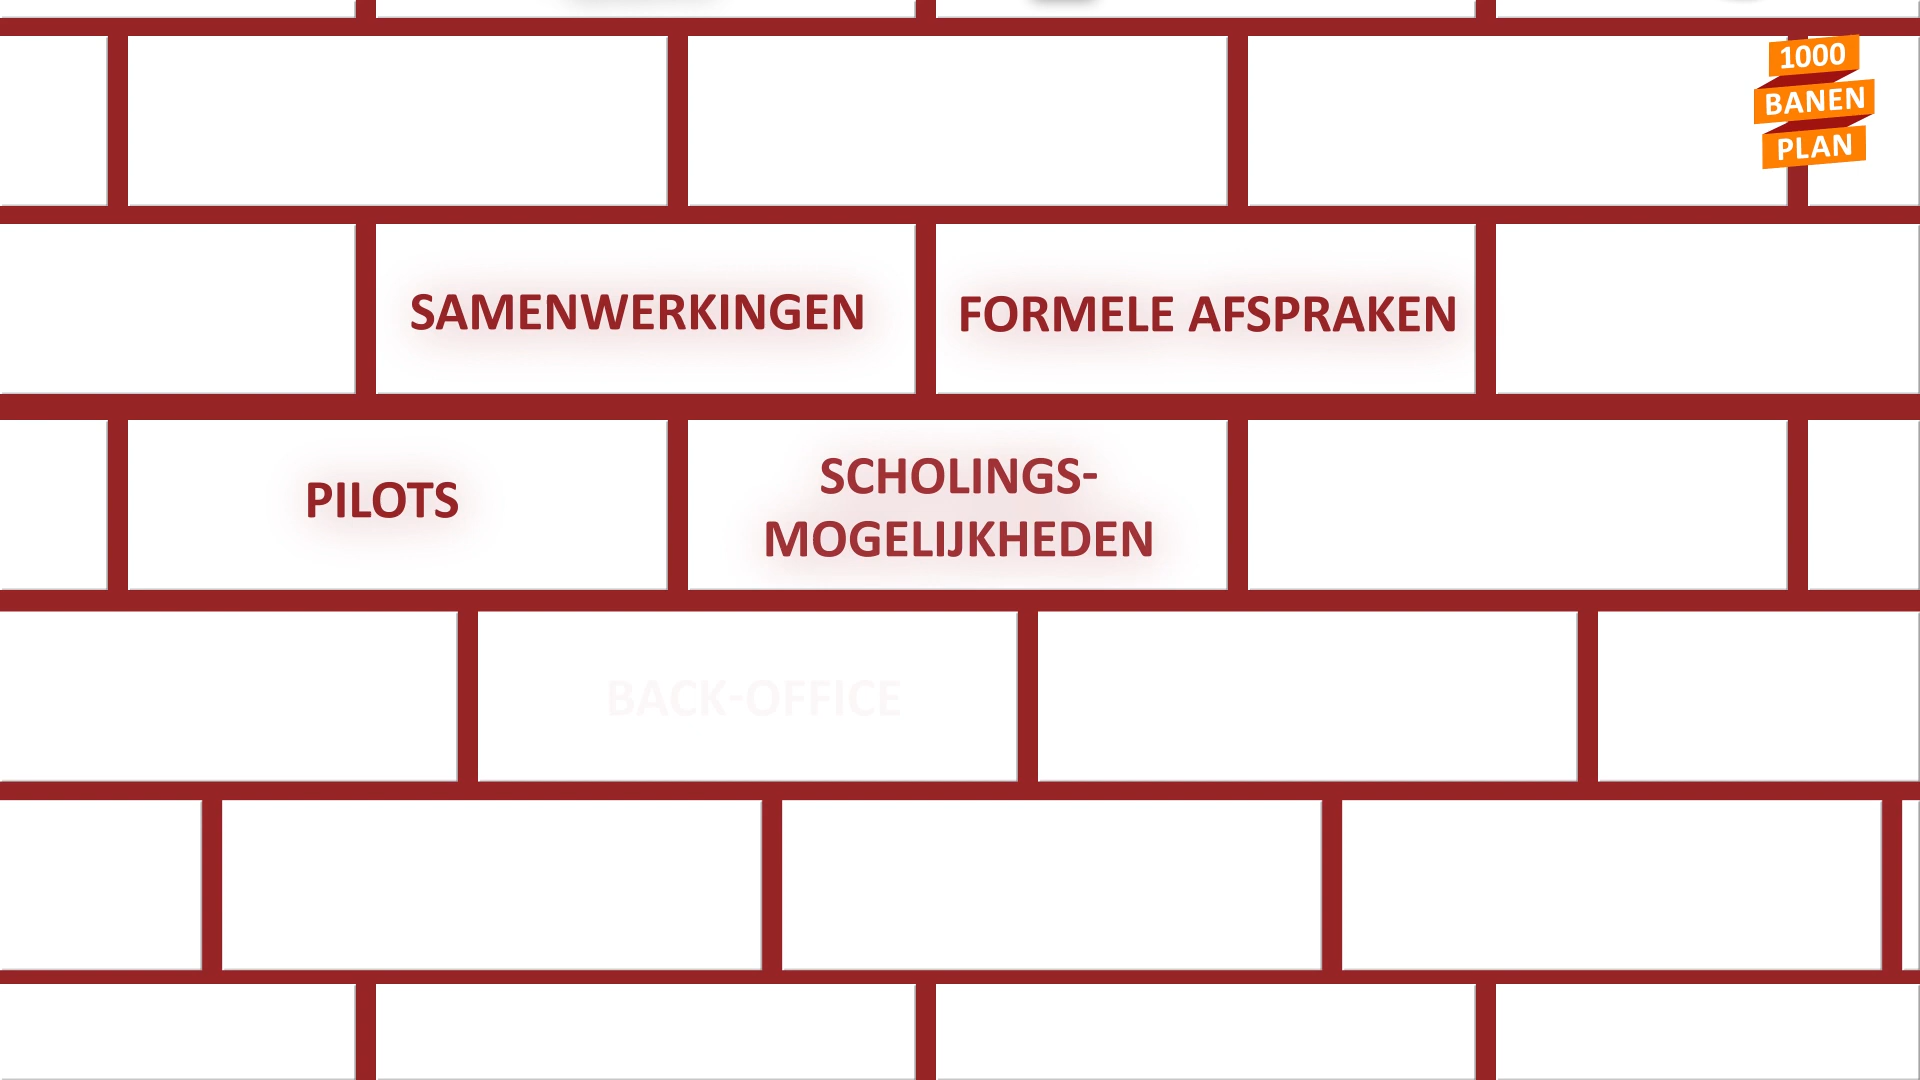 1000
BANEN
PLAN
SAMENWERKINGEN
FORMELE AFSPRAKEN
PILOTS
SCHOLINGS-
MOGELIJKHEDEN
BACK-OFFICE